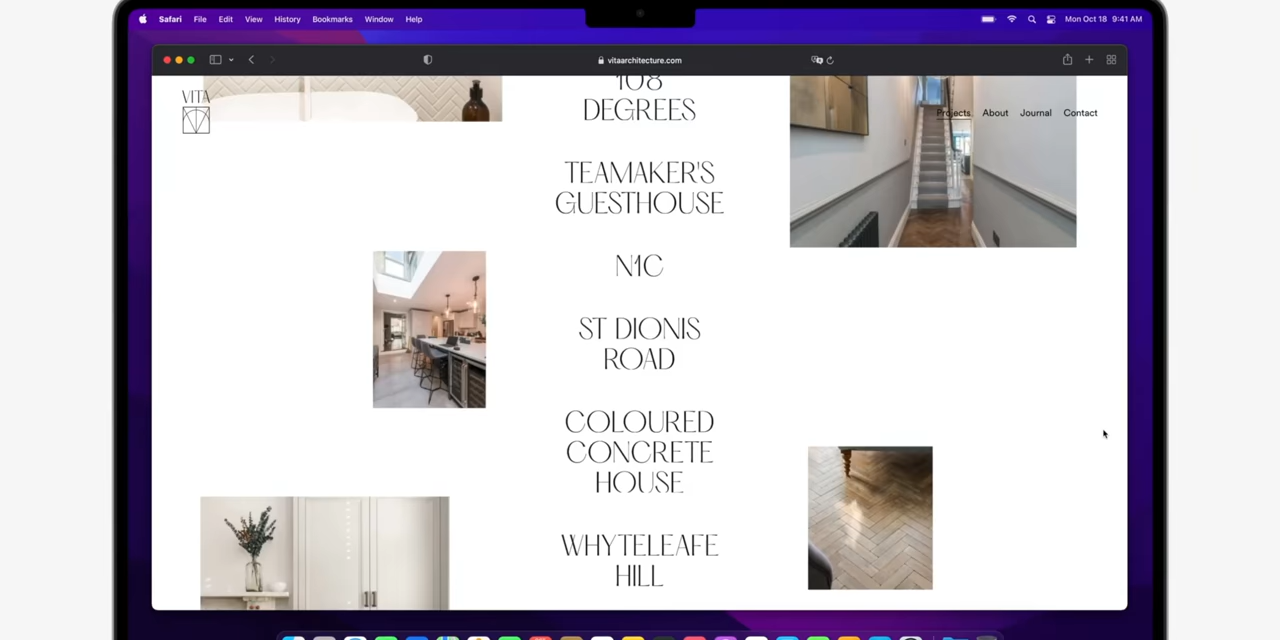 Safari File Edit View History Bookmarks Window Help
Mon Oct 18 9:41 AM
vitaarchitecture.com
VITA
Projects About Journal Contact
108
DEGREES
TEAMAKER'S
GUESTHOUSE
N1C
ST DIONIS
ROAD
COLOURED
CONCRETE
HOUSE
WHYTELEAFE
HILL